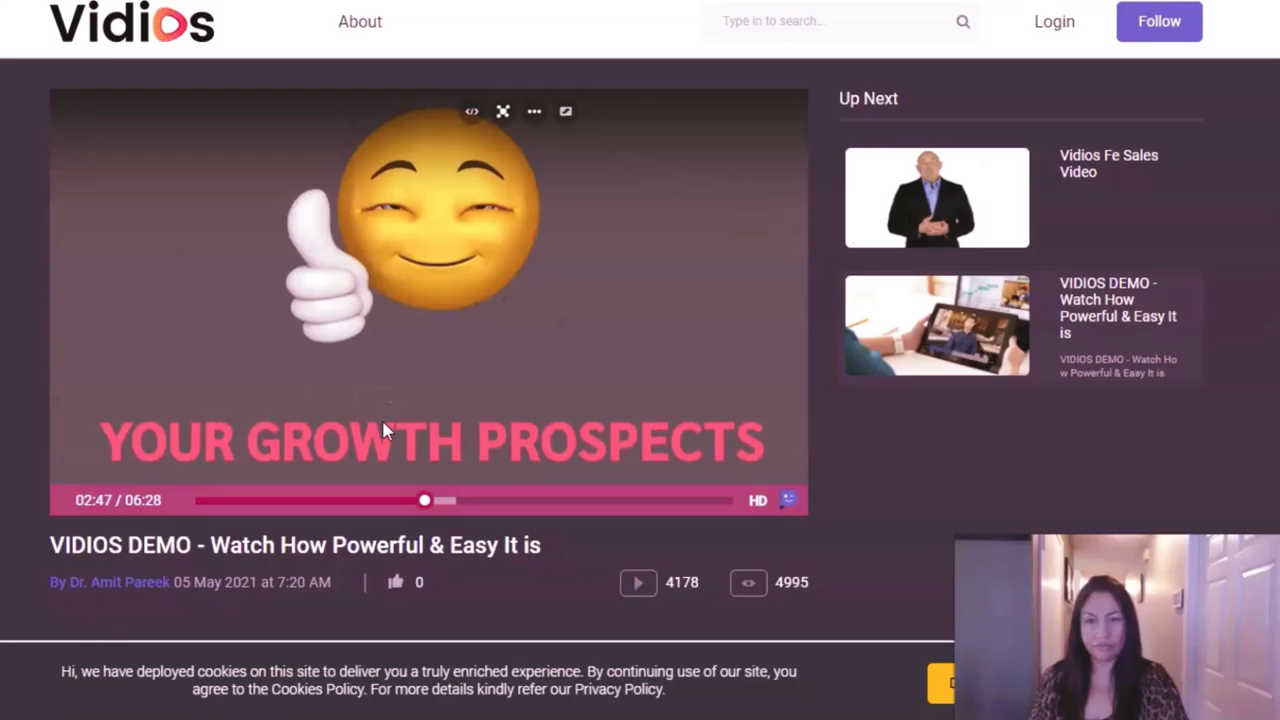 Vidios
About
Type in to search...
Login
Follow
Up Next
Vidios Fe Sales
Video
VIDIOS DEMO -
Watch How
Powerful & Easy It
is
VIDIOS DEMO - Watch Ho
w Powerful & Easy It is
YOUR GROWTH PROSPECTS
02:47 / 06:28
HD
VIDIOS DEMO - Watch How Powerful & Easy It is
By Dr. Amit Pareek 05 May 2021 at 7:20 AM
0
4178
4995
Hi, we have deployed cookies on this site to deliver you a truly enriched experience. By continuing use of our site, you
agree to the Cookies Policy. For more details kindly refer our Privacy Policy.